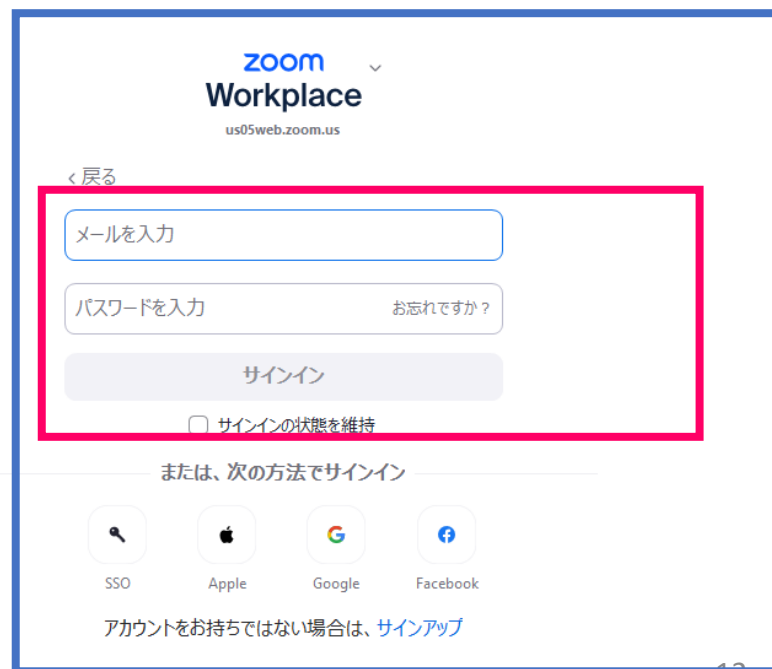 zoom
Workplace
us05web.zoom.us
‹ 戻る
メールを入力
パスワードを入力 お忘れですか？
サインイン
サインインの状態を維持
または、次の方法でサインイン
SSO Apple Google Facebook
アカウントをお持ちではない場合は、サインアップ